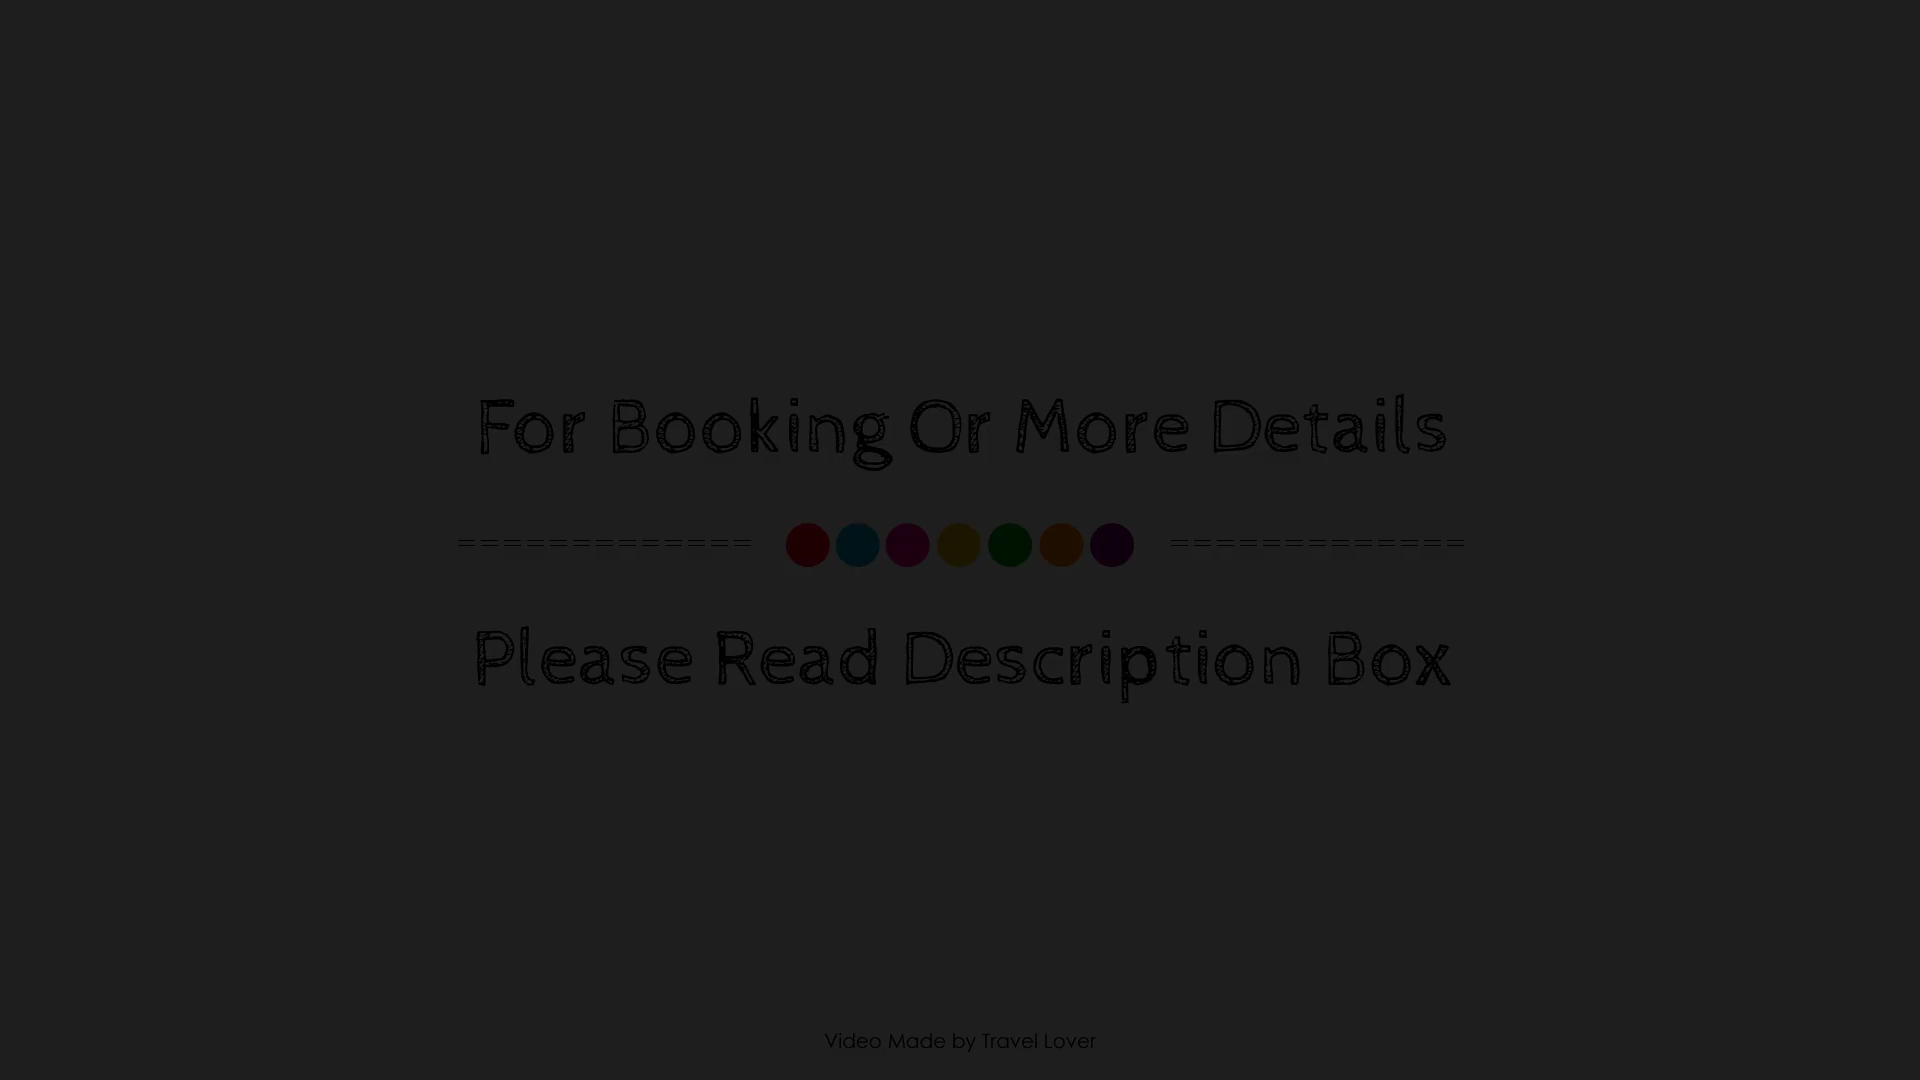 For Booking Or More Details
============= =============
Please Read Description Box
Video Made by Travel Lover